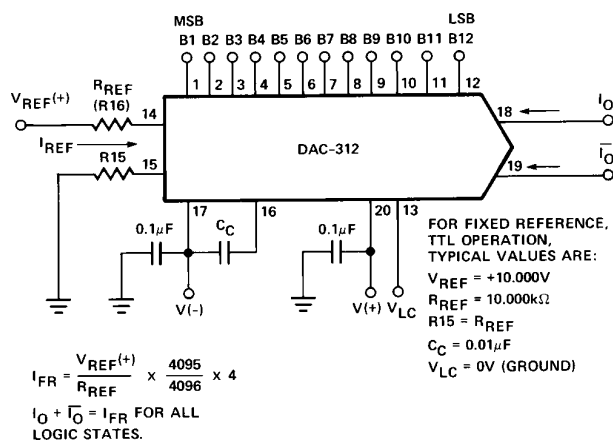 MSB LSB
B1 B2 B3 B4 B5 B6 B7 B8 B9 B10 B11 B12
1 2 3 4 5 6 7 8 9 10 11 12
VREF(+)
RREF
(R16)
14
IREF
R15
15
DAC-312
18
IO
19
I̅O̅
17 16 20 13
0.1μF
CC
0.1μF
V(-)
V(+)
VLC
FOR FIXED REFERENCE,
TTL OPERATION,
TYPICAL VALUES ARE:
VREF = +10.000V
RREF = 10.000kΩ
R15 = RREF
CC = 0.01μF
VLC = 0V (GROUND)
IFR = VREF(+)/RREF × 4095/4096 × 4
IO + I̅O̅ = IFR FOR ALL
LOGIC STATES.